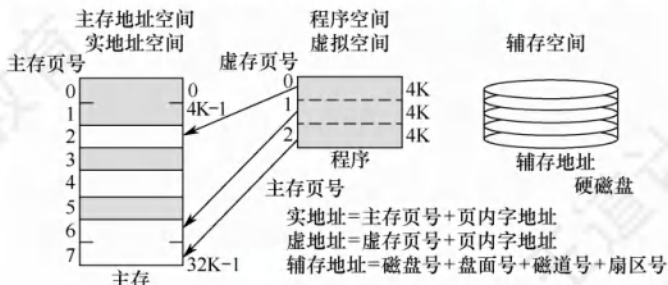 主存地址空间
实地址空间
主存页号
0
1
2
3
4
5
6
7
0
4K-1
32K-1
主存
程序空间
虚拟空间
虚存页号
0
1
2
4K
4K
4K
程序
主存页号
辅存空间
辅存地址
硬磁盘
实地址=主存页号+页内字地址
虚地址=虚存页号+页内字地址
辅存地址=磁盘号+盘面号+磁道号+扇区号